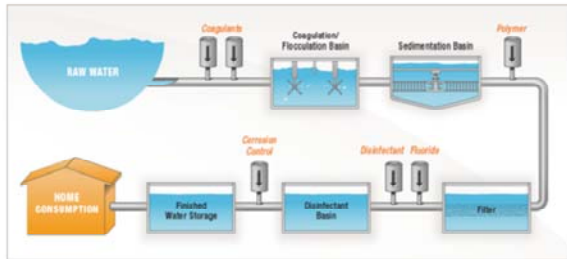 Coagulants
Coagulation/
Flocculation Basin
Sedimentation Basin
Polymer
RAW WATER
Corrosion
Control
Disinfectant
Fluoride
HOME
CONSUMPTION
Finished
Water Storage
Disinfectant
Basin
Filter